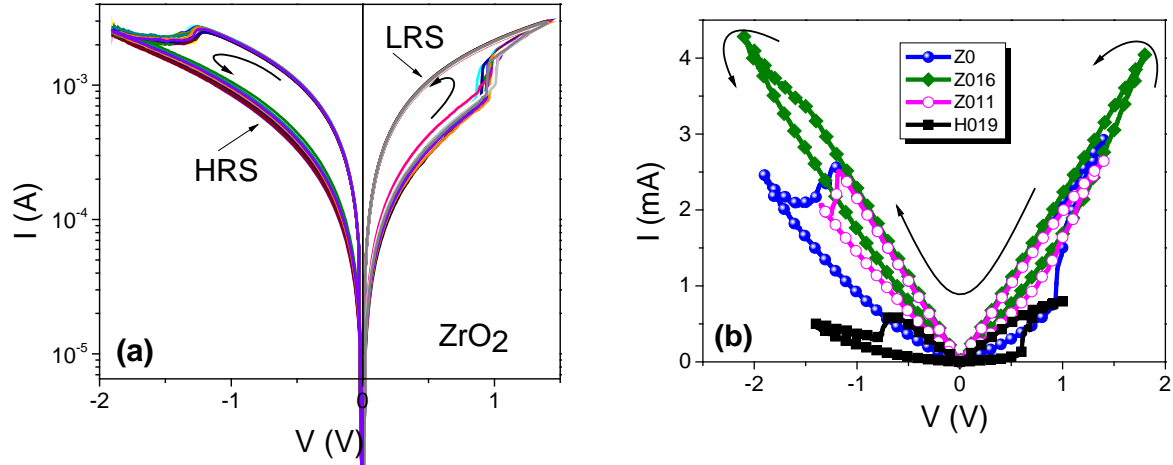 LRS
HRS
(a)
ZrO₂
I (A)
10⁻³
10⁻⁴
10⁻⁵
-2
-1
0
1
V (V)
Z0
Z016
Z011
H019
(b)
I (mA)
4
3
2
1
0
-2
-1
0
1
2
V (V)